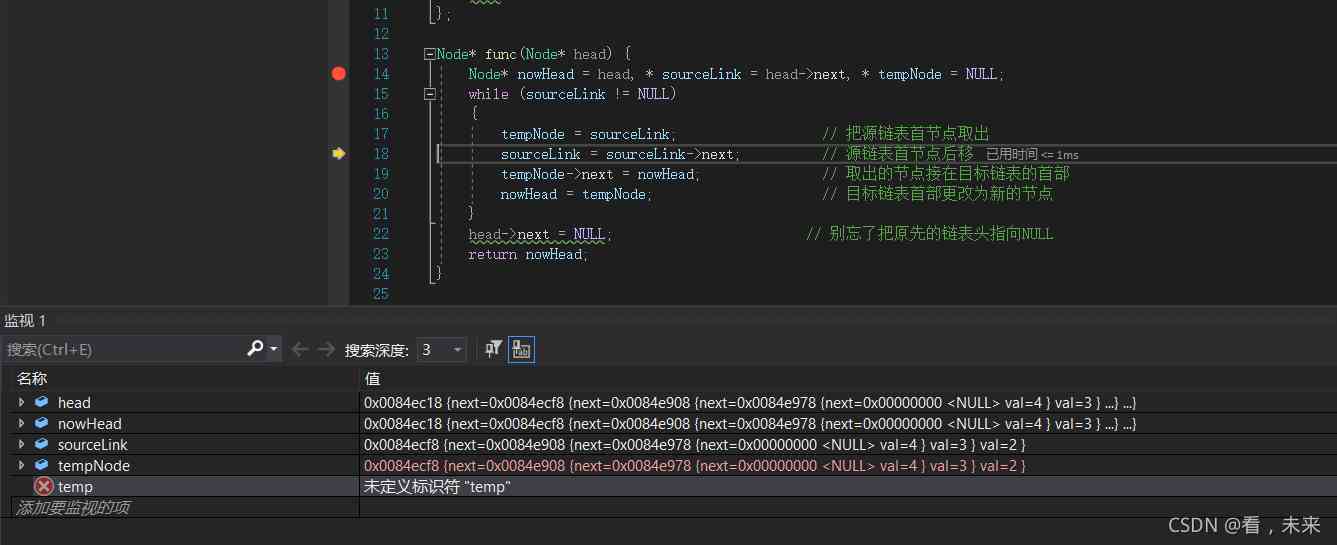 11 };
12
13 Node* func(Node* head) {
14 Node* nowHead = head, * sourceLink = head->next, * tempNode = NULL;
15 while (sourceLink != NULL)
16 {
17 tempNode = sourceLink; // 把源链表首节点取出
18 sourceLink = sourceLink->next; // 源链表首节点后移 已用时间 <= 1ms
19 tempNode->next = nowHead; // 取出的节点接在目标链表的首部
20 nowHead = tempNode; // 目标链表首部更改为新的节点
21 }
22 head->next = NULL; // 别忘了把原先的链表头指向NULL
23 return nowHead;
24 }
25
监视 1
搜索(Ctrl+E) 搜索深度: 3
名称 值
head 0x0084ec18 {next=0x0084ecf8 {next=0x0084e908 {next=0x0084e978 {next=0x00000000 <NULL> val=4 } val=3 } ...} ...}
nowHead 0x0084ec18 {next=0x0084ecf8 {next=0x0084e908 {next=0x0084e978 {next=0x00000000 <NULL> val=4 } val=3 } ...} ...}
sourceLink 0x0084ecf8 {next=0x0084e908 {next=0x0084e978 {next=0x00000000 <NULL> val=4 } val=3 } val=2 }
tempNode 0x0084ecf8 {next=0x0084e908 {next=0x0084e978 {next=0x00000000 <NULL> val=4 } val=3 } val=2 }
temp 未定义标识符 "temp"
添加要监视的项
CSDN @看，未来